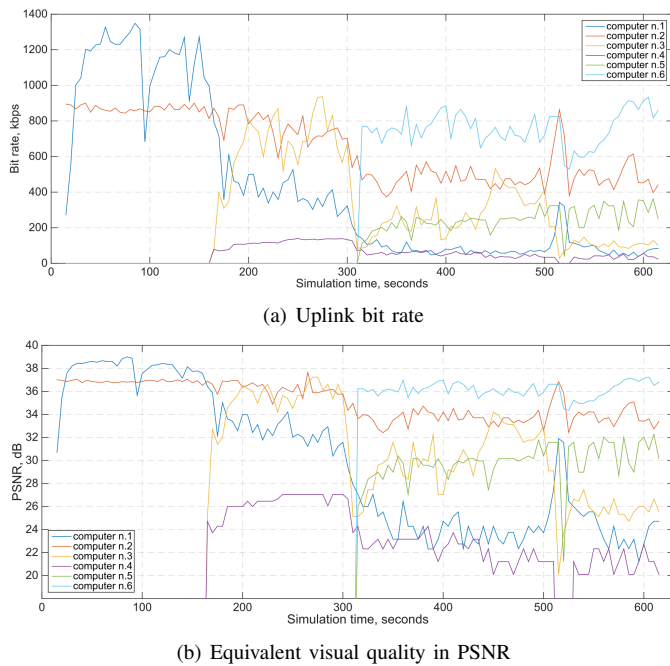 1400
1200
1000
800
600
400
200
0
Bit rate, kbps
computer n.1
computer n.2
computer n.3
computer n.4
computer n.5
computer n.6
0 100 200 300 400 500 600
Simulation time, seconds
(a) Uplink bit rate
40
38
36
34
32
30
28
26
24
22
20
PSNR, dB
computer n.1
computer n.2
computer n.3
computer n.4
computer n.5
computer n.6
0 100 200 300 400 500 600
Simulation time, seconds
(b) Equivalent visual quality in PSNR